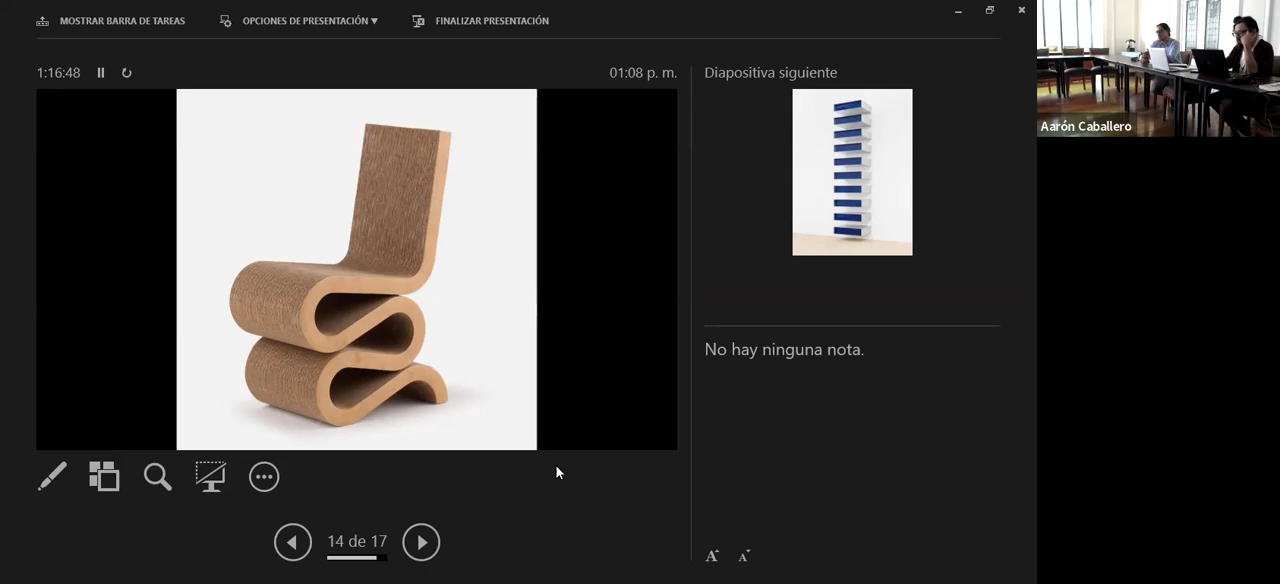 MOSTRAR BARRA DE TAREAS
OPCIONES DE PRESENTACIÓN ▼
FINALIZAR PRESENTACIÓN
1:16:48
01:08 p. m.
Diapositiva siguiente
Aarón Caballero
No hay ninguna nota.
14 de 17
A A